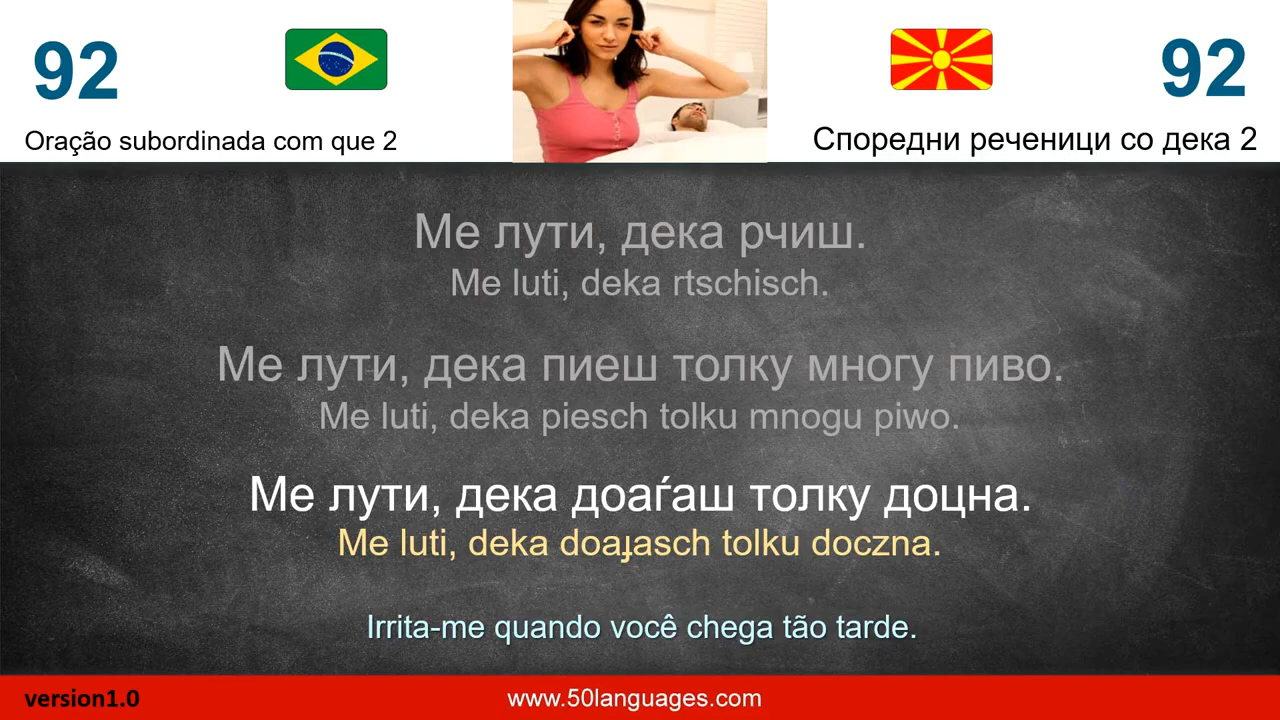 92
92
Oração subordinada com que 2
Споредни реченици со дека 2
Ме лути, дека рчиш.
Me luti, deka rtschisch.
Ме лути, дека пиеш толку многу пиво.
Me luti, deka piesch tolku mnogu piwo.
Ме лути, дека доаѓаш толку доцна.
Me luti, deka doaɟasch tolku doczna.
Irrita-me quando você chega tão tarde.
version1.0
www.50languages.com